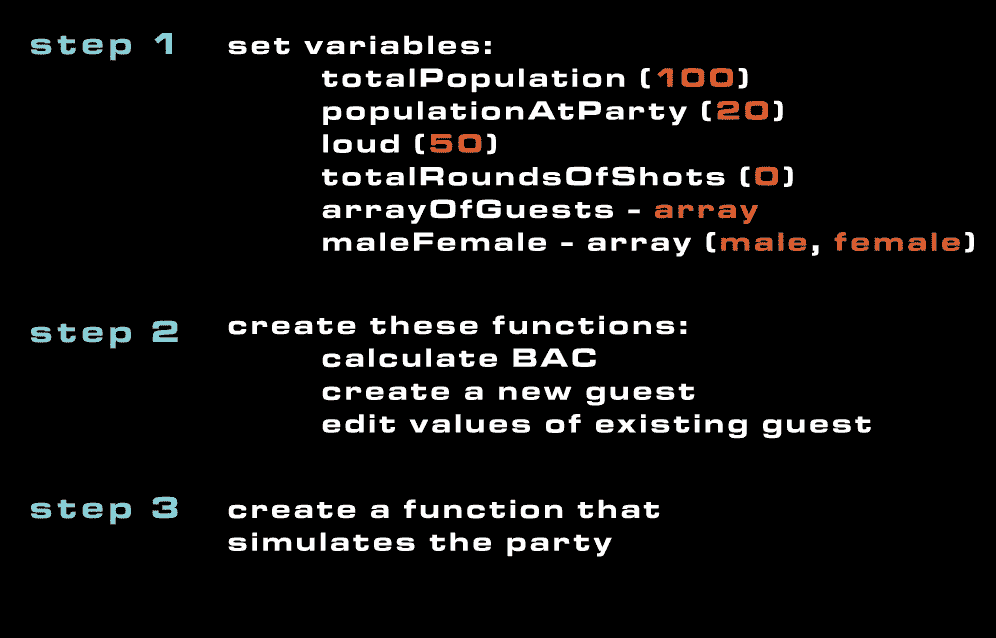 step 1 set variables:
totalPopulation (100)
populationAtParty (20)
loud (50)
totalRoundsOfShots (0)
arrayOfGuests - array
maleFemale - array (male, female)
step 2 create these functions:
calculate BAC
create a new guest
edit values of existing guest
step 3 create a function that
simulates the party